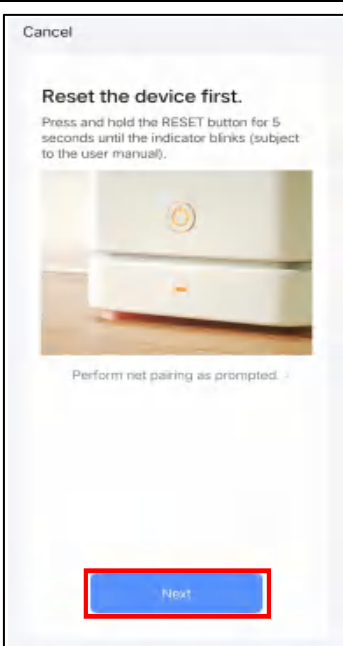 Cancel
Reset the device first.
Press and hold the RESET button for 5
seconds until the indicator blinks (subject
to the user manual).
Perform net pairing as prompted.
Next